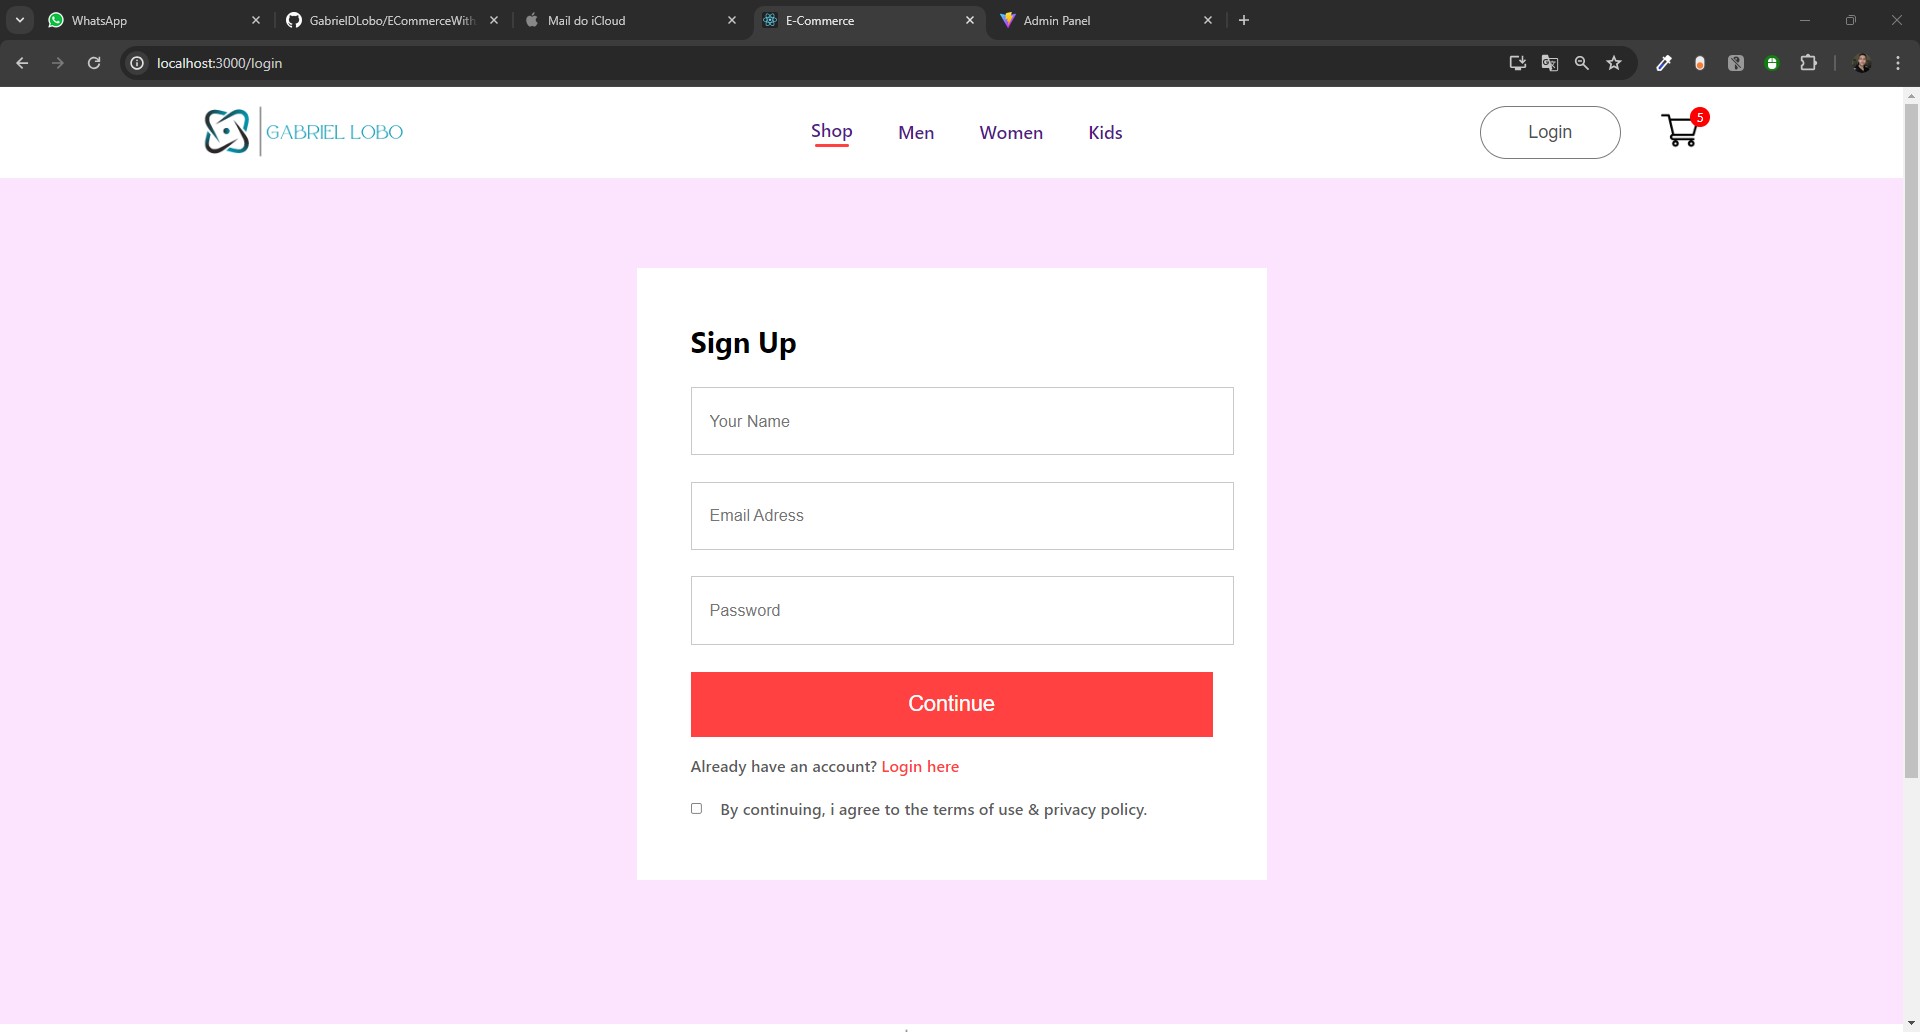 WhatsApp
GabrielDLobo/ECommerceWith
Mail do iCloud
E-Commerce
Admin Panel
localhost:3000/login
GABRIEL LOBO
Shop
Men
Women
Kids
Login
5
Sign Up
Your Name
Email Adress
Password
Continue
Already have an account? Login here
By continuing, i agree to the terms of use & privacy policy.